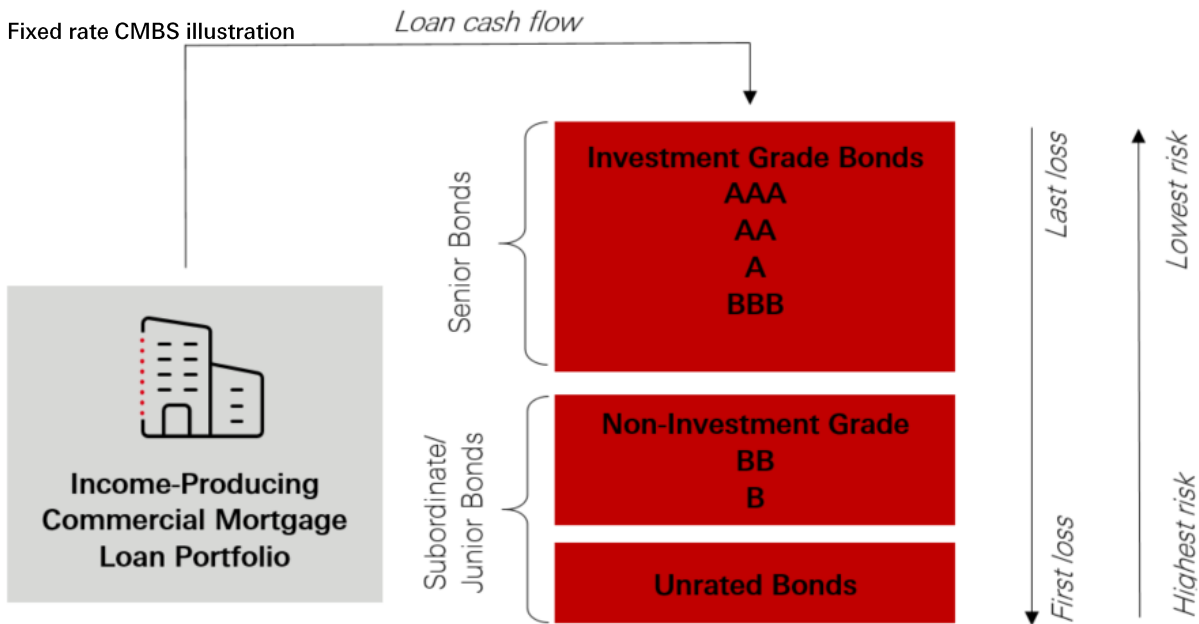 Fixed rate CMBS illustration
Loan cash flow
Income-Producing
Commercial Mortgage
Loan Portfolio
Senior Bonds
Investment Grade Bonds
AAA
AA
A
BBB
Subordinate/
Junior Bonds
Non-Investment Grade
BB
B
Unrated Bonds
Last loss
First loss
Lowest risk
Highest risk